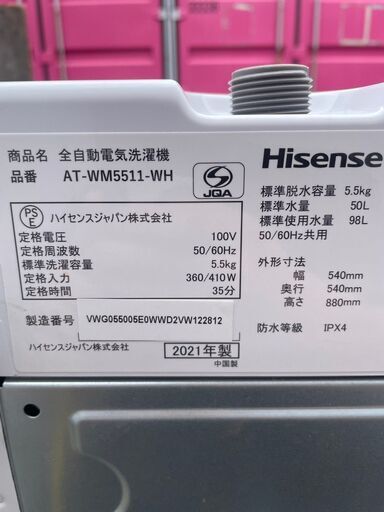 商品名 全自動電気洗濯機
品番 AT-WM5511-WH
JQA
Hisense
PS
E
ハイセンスジャパン株式会社
定格電圧 100V
定格周波数 50/60Hz
標準洗濯容量 5.5kg
定格入力 360/410W
定格時間 35分
標準脱水容量 5.5kg
標準水量 50L
標準使用水量 98L
50/60Hz共用
外形寸法
幅 540mm
奥行 540mm
高さ 880mm
防水等級 IPX4
製造番号 VWG055005E0WWD2VW122812
ハイセンスジャパン株式会社
2021年製
中国製